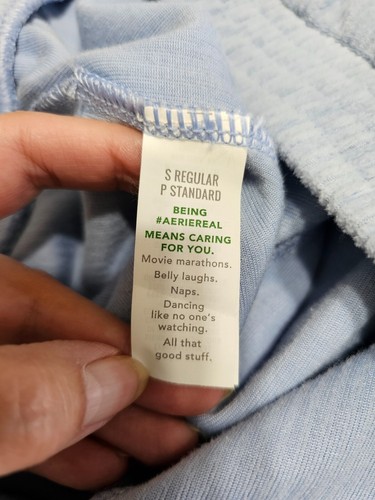 S REGULAR
P STANDARD
BEING
#AERIEREAL
MEANS CARING
FOR YOU.
Movie marathons.
Belly laughs.
Naps.
Dancing
like no one's
watching.
All that
good stuff.